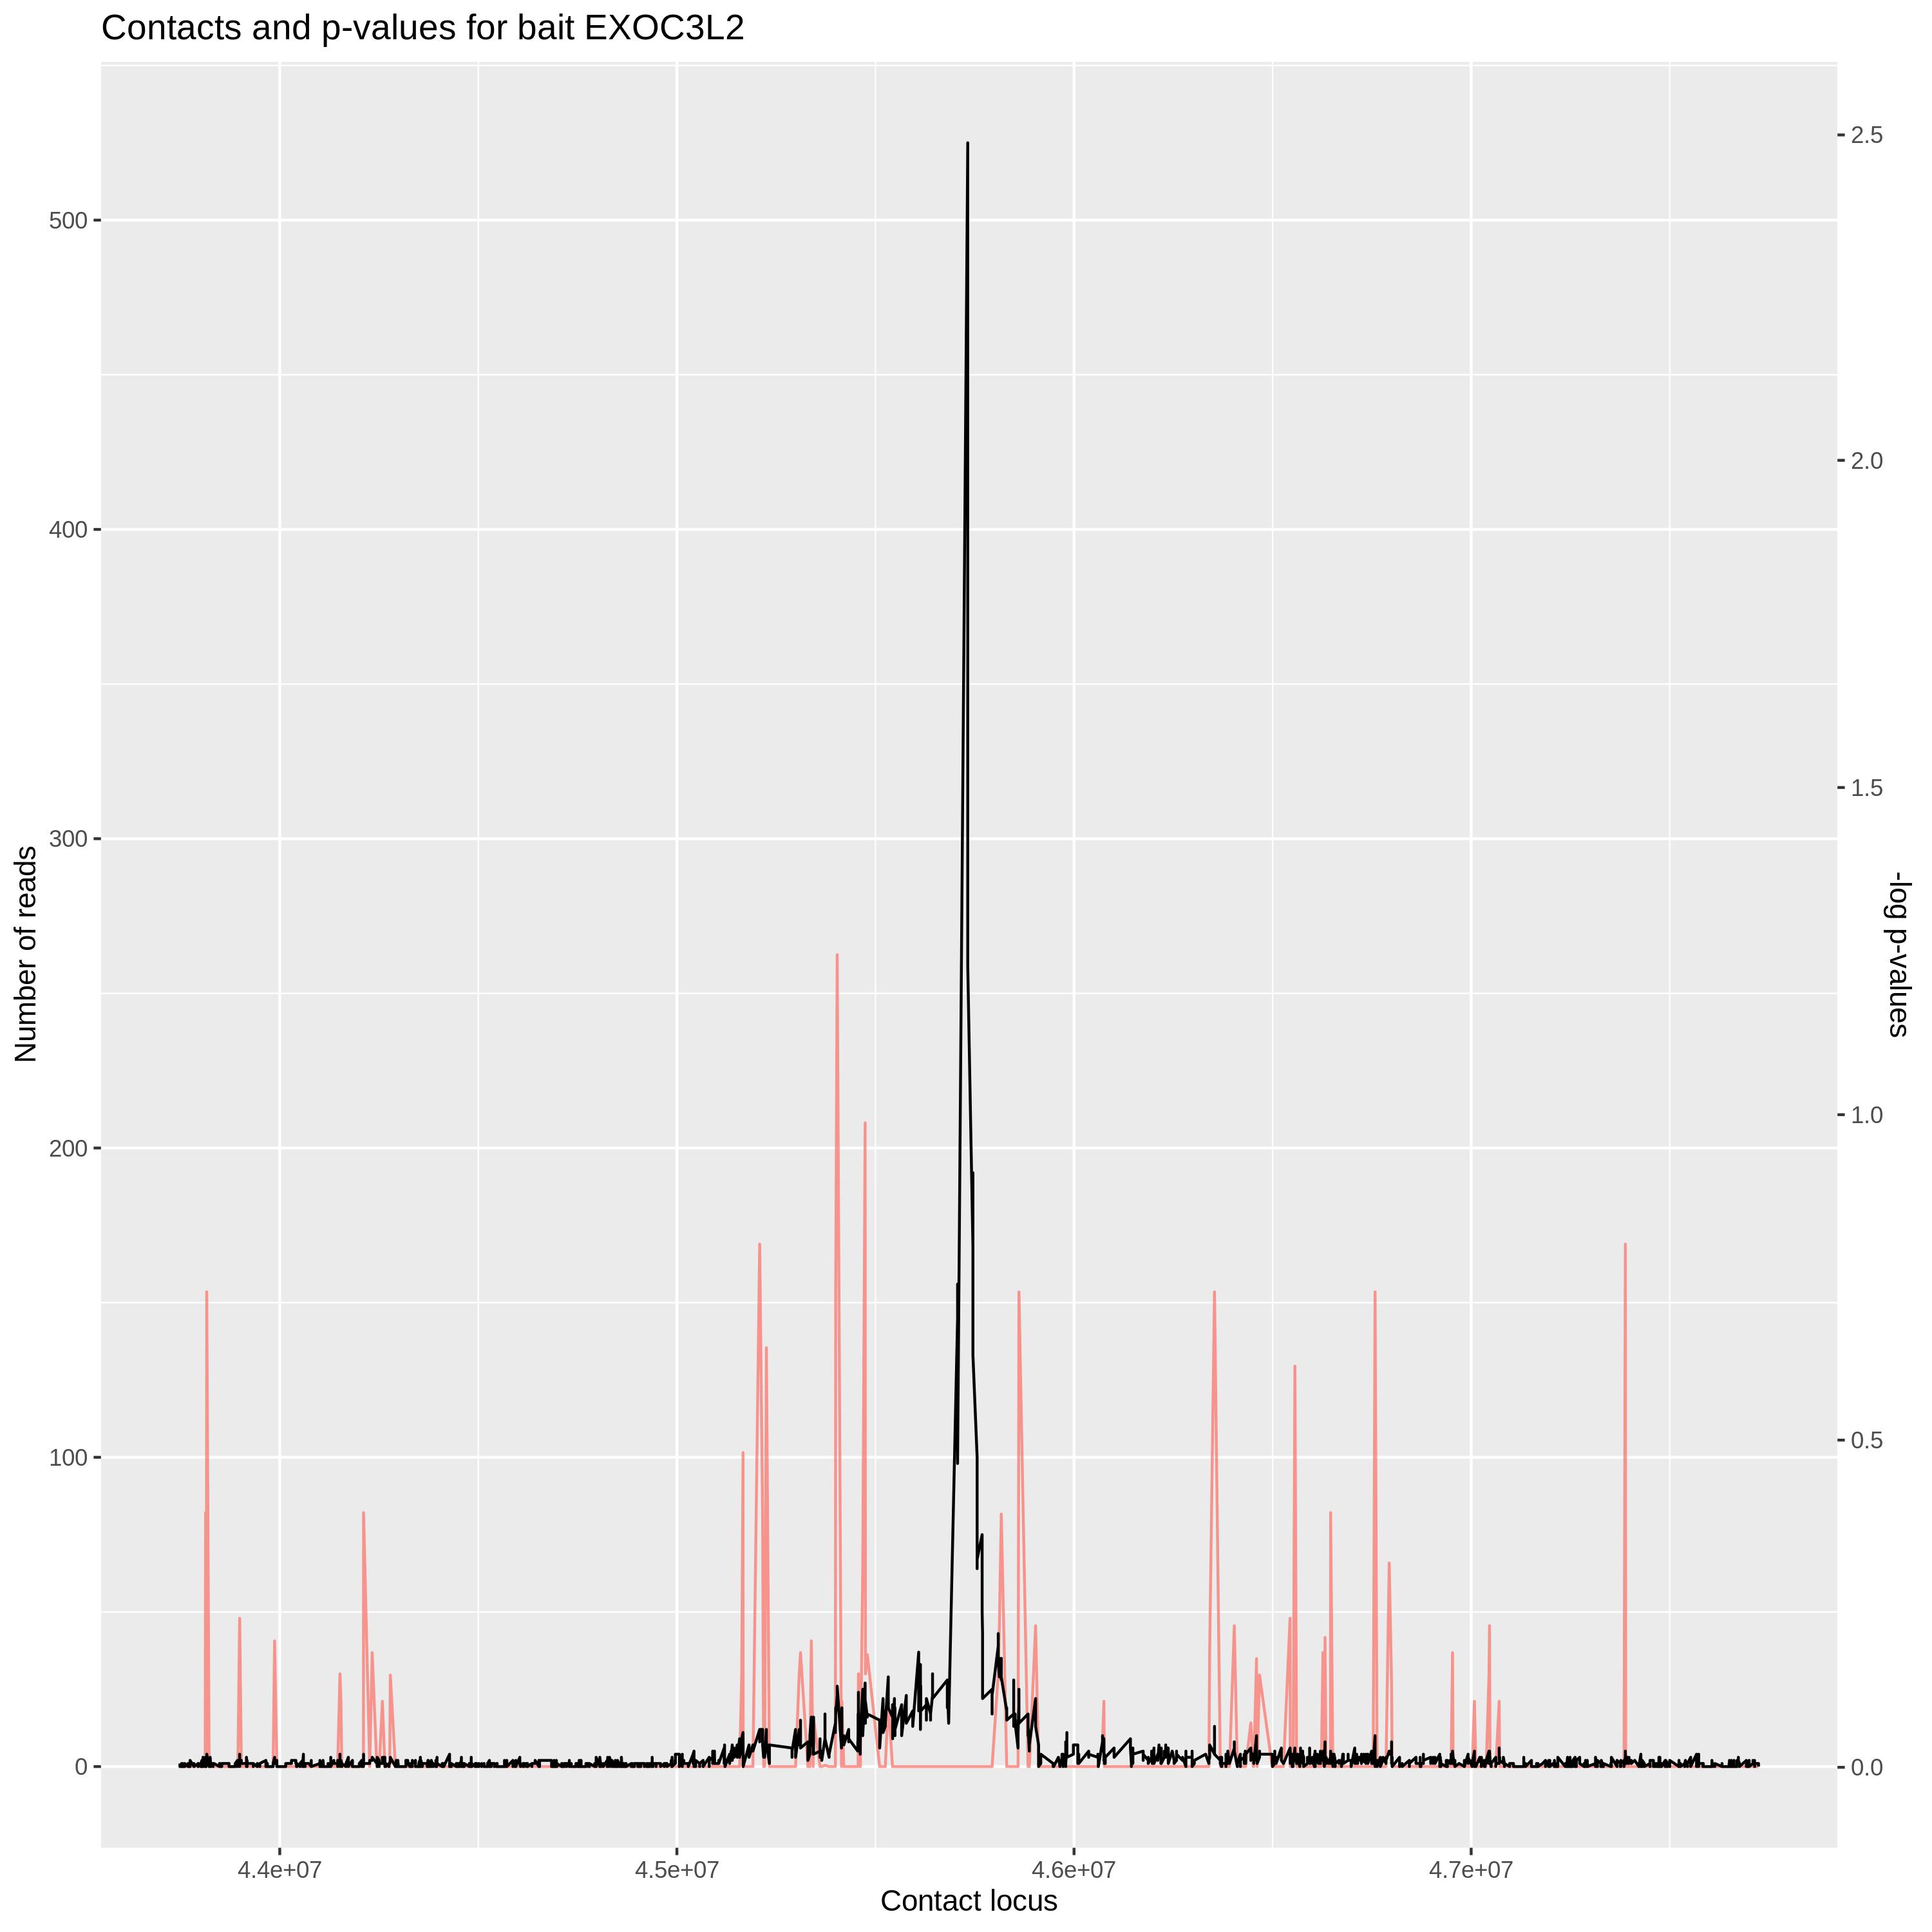 Contacts and p-values for bait EXOC3L2
Number of reads
500
400
300
200
100
0
2.5
2.0
1.5
1.0
0.5
0.0
-log p-values
4.4e+07
4.5e+07
4.6e+07
4.7e+07
Contact locus